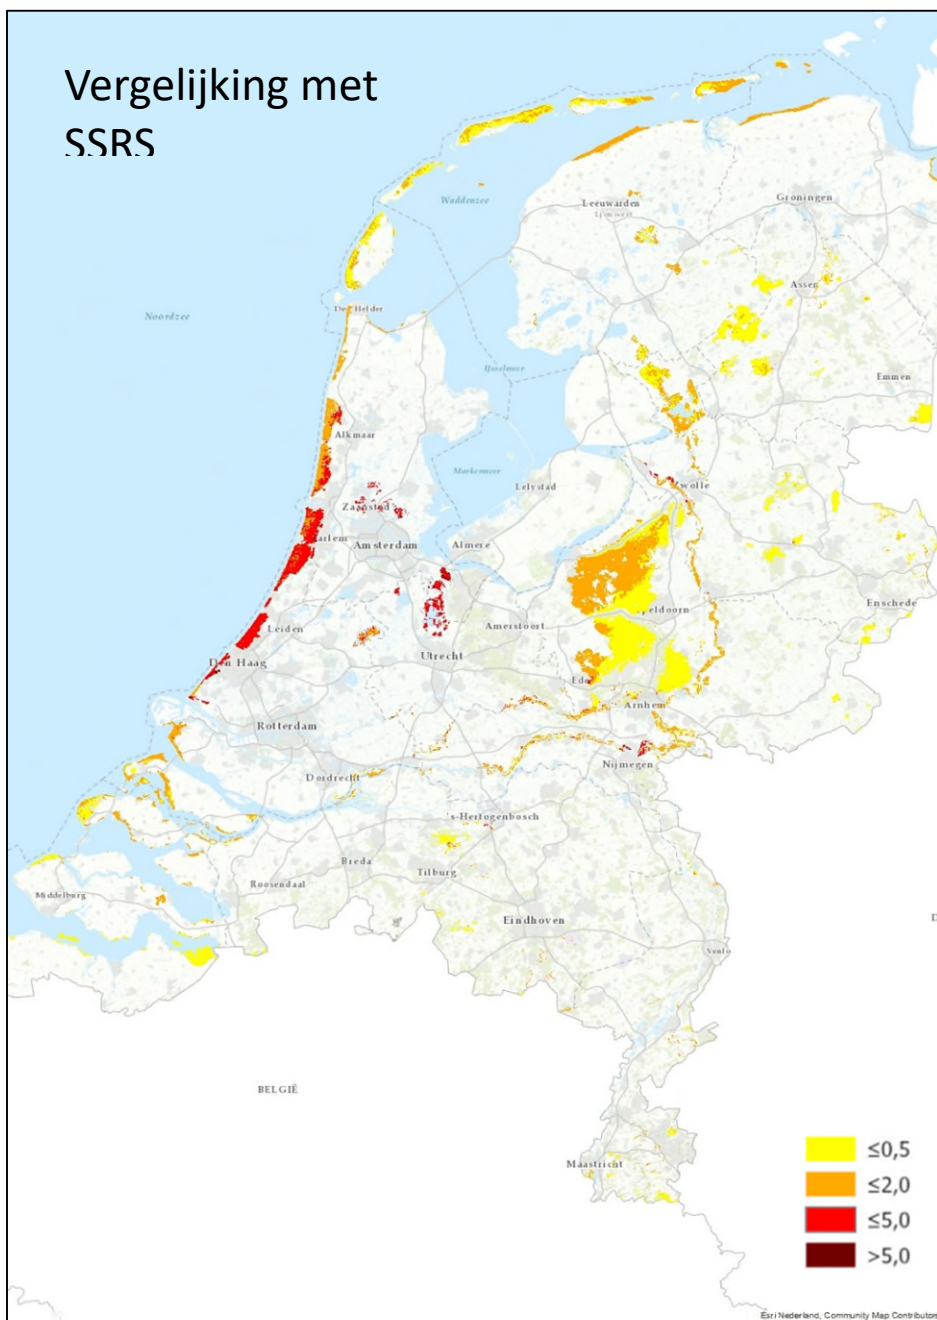 Vergelijking met
SSRS
Waddenzee
Leeuwarden
Groningen
Assen
Noordzee
Den Helder
IJsselmeer
Emmen
Alkmaar
Markenmeer
Lelystad
Zwolle
Zaanstad
Haarlem
Amsterdam
Almere
Apeldoorn
Enschede
Leiden
Amersfoort
Den Haag
Utrecht
Ede
Arnhem
Rotterdam
Nijmegen
Dordrecht
's-Hertogenbosch
Breda
Tilburg
Middelburg
Roosendaal
Eindhoven
Venlo
D
BELGIË
Maastricht
≤0,5
≤2,0
≤5,0
>5,0
Esri Nederland, Community Map Contributors